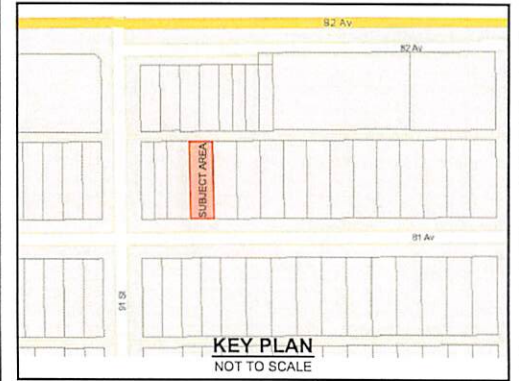 82 Av
82 Av
SUBJECT AREA
81 Av
91 St
KEY PLAN
NOT TO SCALE